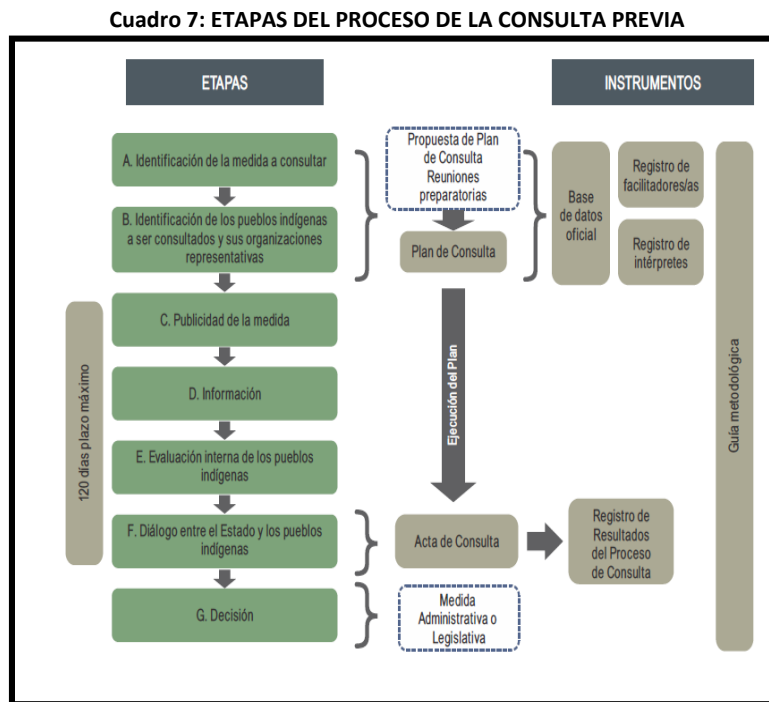 Cuadro 7: ETAPAS DEL PROCESO DE LA CONSULTA PREVIA
ETAPAS
INSTRUMENTOS
A. Identificación de la medida a consultar
B. Identificación de los pueblos indígenas
a ser consultados y sus organizaciones
representativas
C. Publicidad de la medida
D. Información
E. Evaluación interna de los pueblos
indígenas
F. Diálogo entre el Estado y los pueblos
indígenas
G. Decisión
120 días plazo máximo
Propuesta de Plan
de Consulta
Reuniones
preparatorias
Plan de Consulta
Ejecución del Plan
Acta de Consulta
Medida
Administrativa o
Legislativa
Base
de datos
oficial
Registro de
facilitadores/as
Registro de
intérpretes
Registro de
Resultados
del Proceso
de Consulta
Guía metodológica